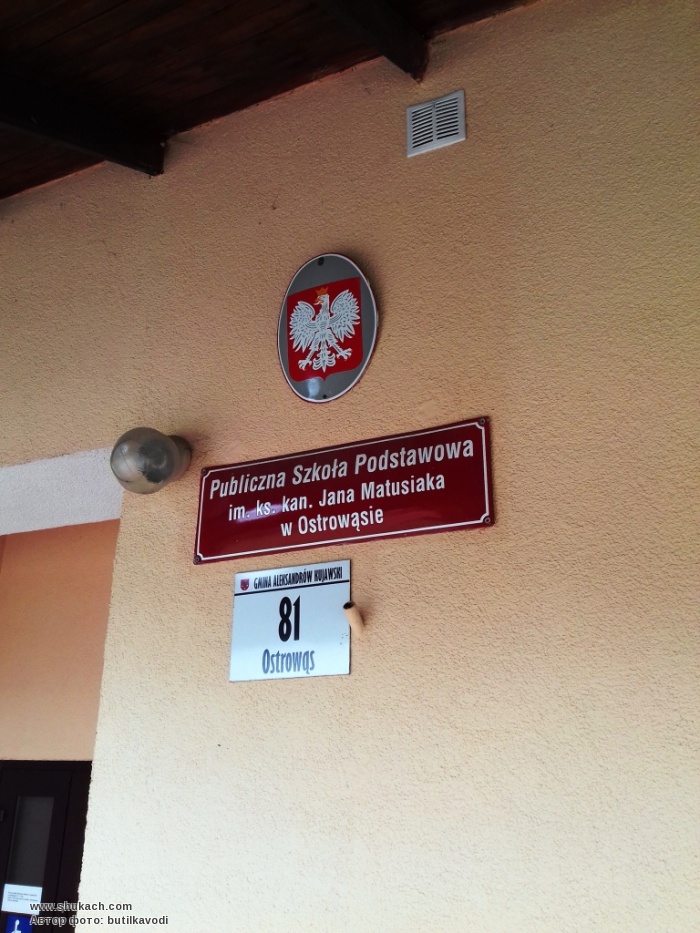 Publiczna Szkoła Podstawowa
im. ks. kan. Jana Matusiaka
w Ostrowąsie
GMINA ALEKSANDRÓW KUJAWSKI
81
Ostrowąs
www.shukach.com
Автор фото: butilkavodi